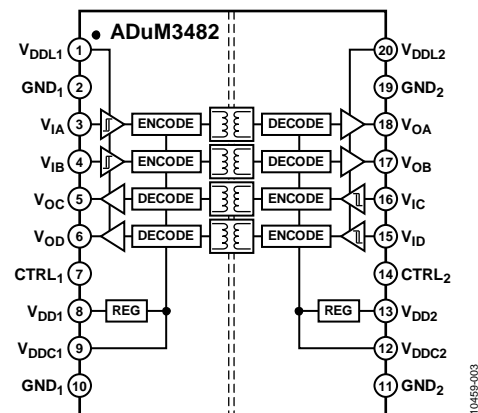 ADuM3482
VDDL1 1
20 VDDL2
GND1 2
19 GND2
VIA 3 ENCODE DECODE 18 VOA
VIB 4 ENCODE DECODE 17 VOB
VOC 5 DECODE ENCODE 16 VIC
VOD 6 DECODE ENCODE 15 VID
CTRL1 7
14 CTRL2
VDD1 8 REG REG 13 VDD2
VDDC1 9
12 VDDC2
GND1 10
11 GND2
10459-003